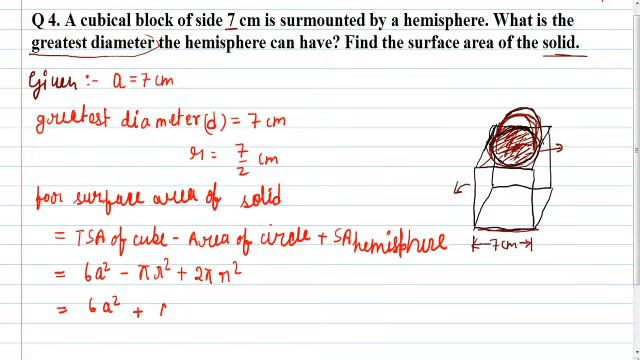 Q 4. A cubical block of side 7 cm is surmounted by a hemisphere. What is the
greatest diameter the hemisphere can have? Find the surface area of the solid.
Given :- a = 7 cm
greatest diameter(d) = 7 cm
r = 7/2 cm
for surface area of solid
= TSA of cube - Area of circle + SA hemisphere
= 6a² - πr² + 2πr²
= 6a² +
7 cm